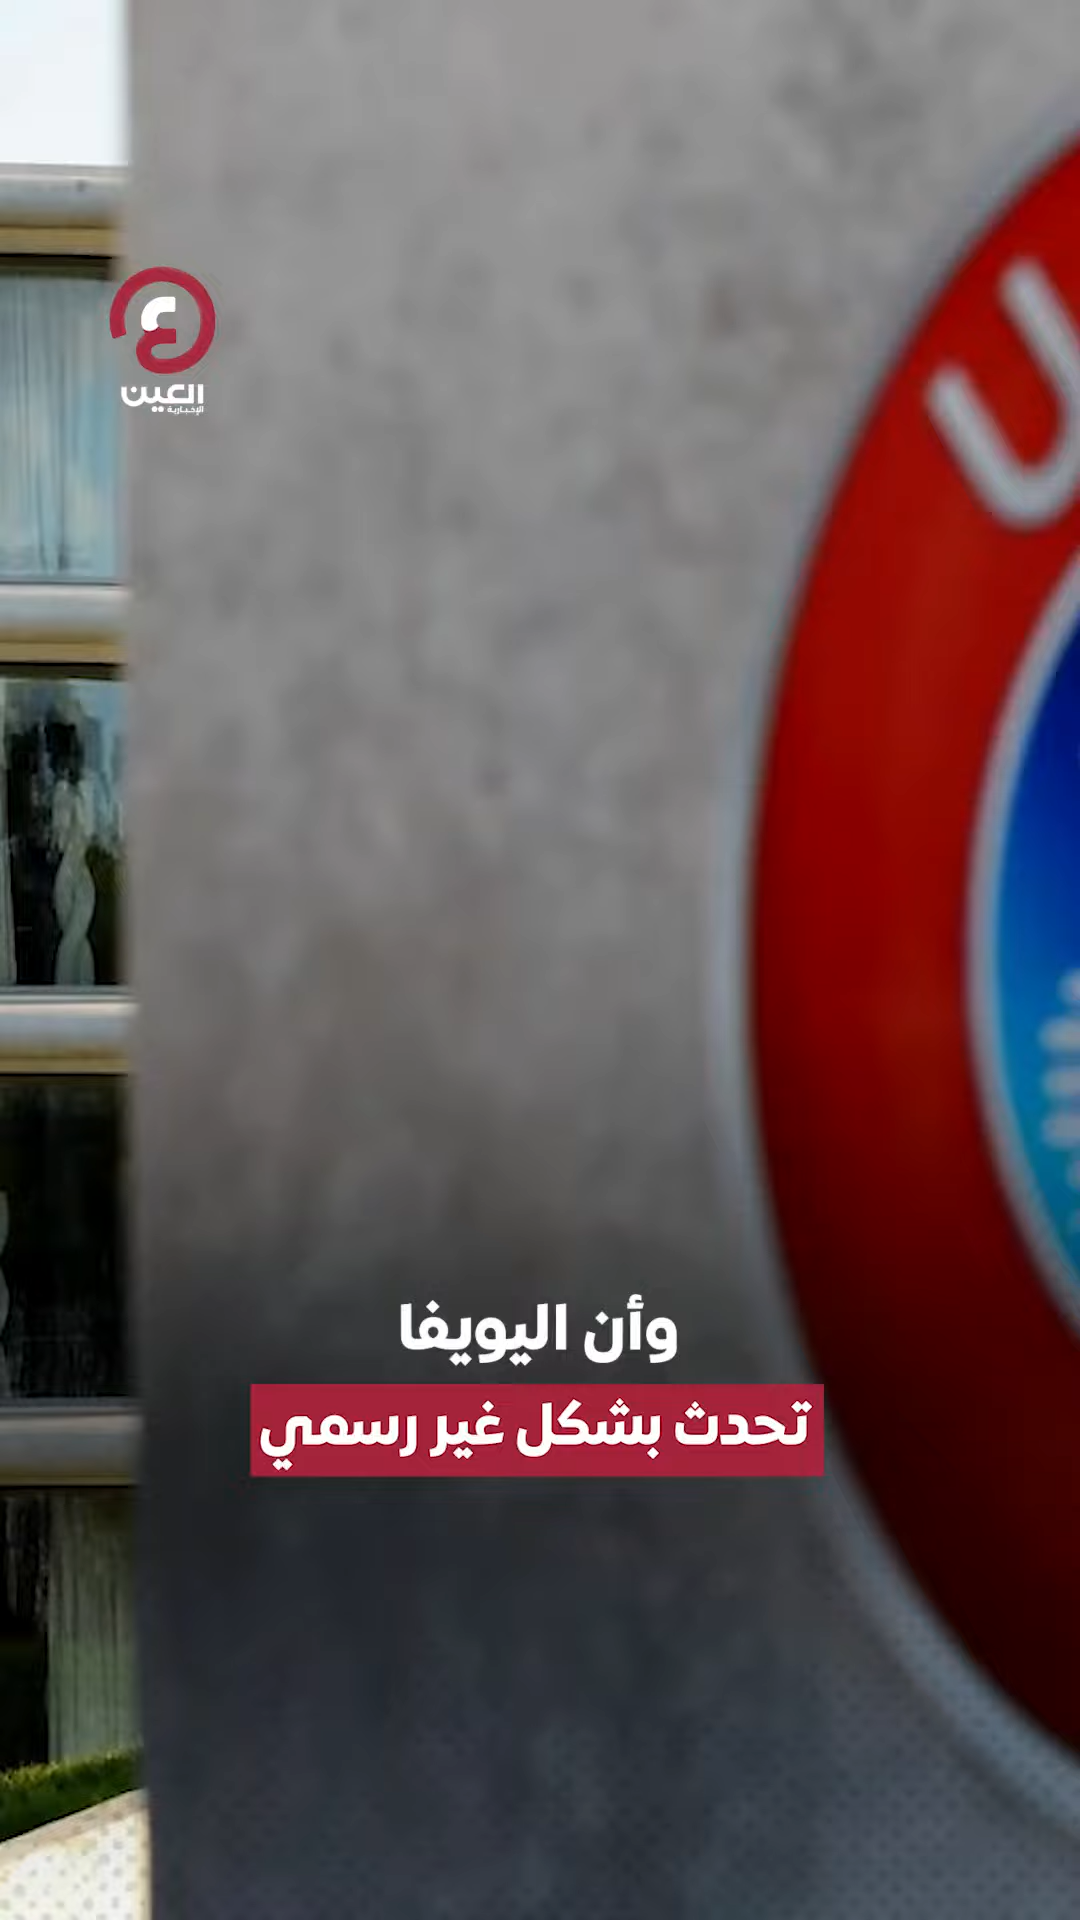 العين
الإخبارية
U
وأن اليويفا
تحدث بشكل غير رسمي